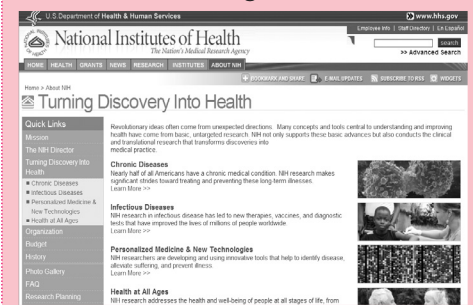 U.S. Department of Health & Human Services
www.hhs.gov
Employee Info | Staff Directory | En Español
National Institutes of Health
The Nation's Medical Research Agency
search
>> Advanced Search
HOME HEALTH GRANTS NEWS RESEARCH INSTITUTES ABOUT NIH
BOOKMARK AND SHARE E-MAIL UPDATES SUBSCRIBE TO RSS WIDGETS
Home > About NIH
Turning Discovery Into Health
Quick Links
Mission
The NIH Director
Turning Discovery Into
Health
Chronic Diseases
Infectious Diseases
Personalized Medicine &
New Technologies
Health at All Ages
Organization
Budget
History
Photo Gallery
FAQ
Research Planning
Revolutionary ideas often come from unexpected directions. Many concepts and tools central to understanding and improving
health have come from basic, untargeted research. NIH not only supports these basic advances but also conducts the clinical
and translational research that transforms discoveries into
medical practice.
Chronic Diseases
Nearly half of all Americans have a chronic medical condition. NIH research makes
significant strides toward treating and preventing these long-term illnesses.
Learn More >>
Infectious Diseases
NIH research in infectious disease has led to new therapies, vaccines, and diagnostic
tests that have improved the lives of millions of people worldwide.
Learn More >>
Personalized Medicine & New Technologies
NIH researchers are developing and using innovative tools that help to identify disease,
alleviate suffering, and prevent illness.
Learn More >>
Health at All Ages
NIH research addresses the health and well-being of people at all stages of life, from